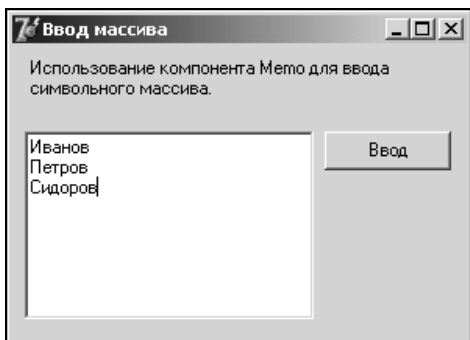 Ввод массива
Использование компонента Memo для ввода
символьного массива.
Иванов
Петров
Сидоров
Ввод